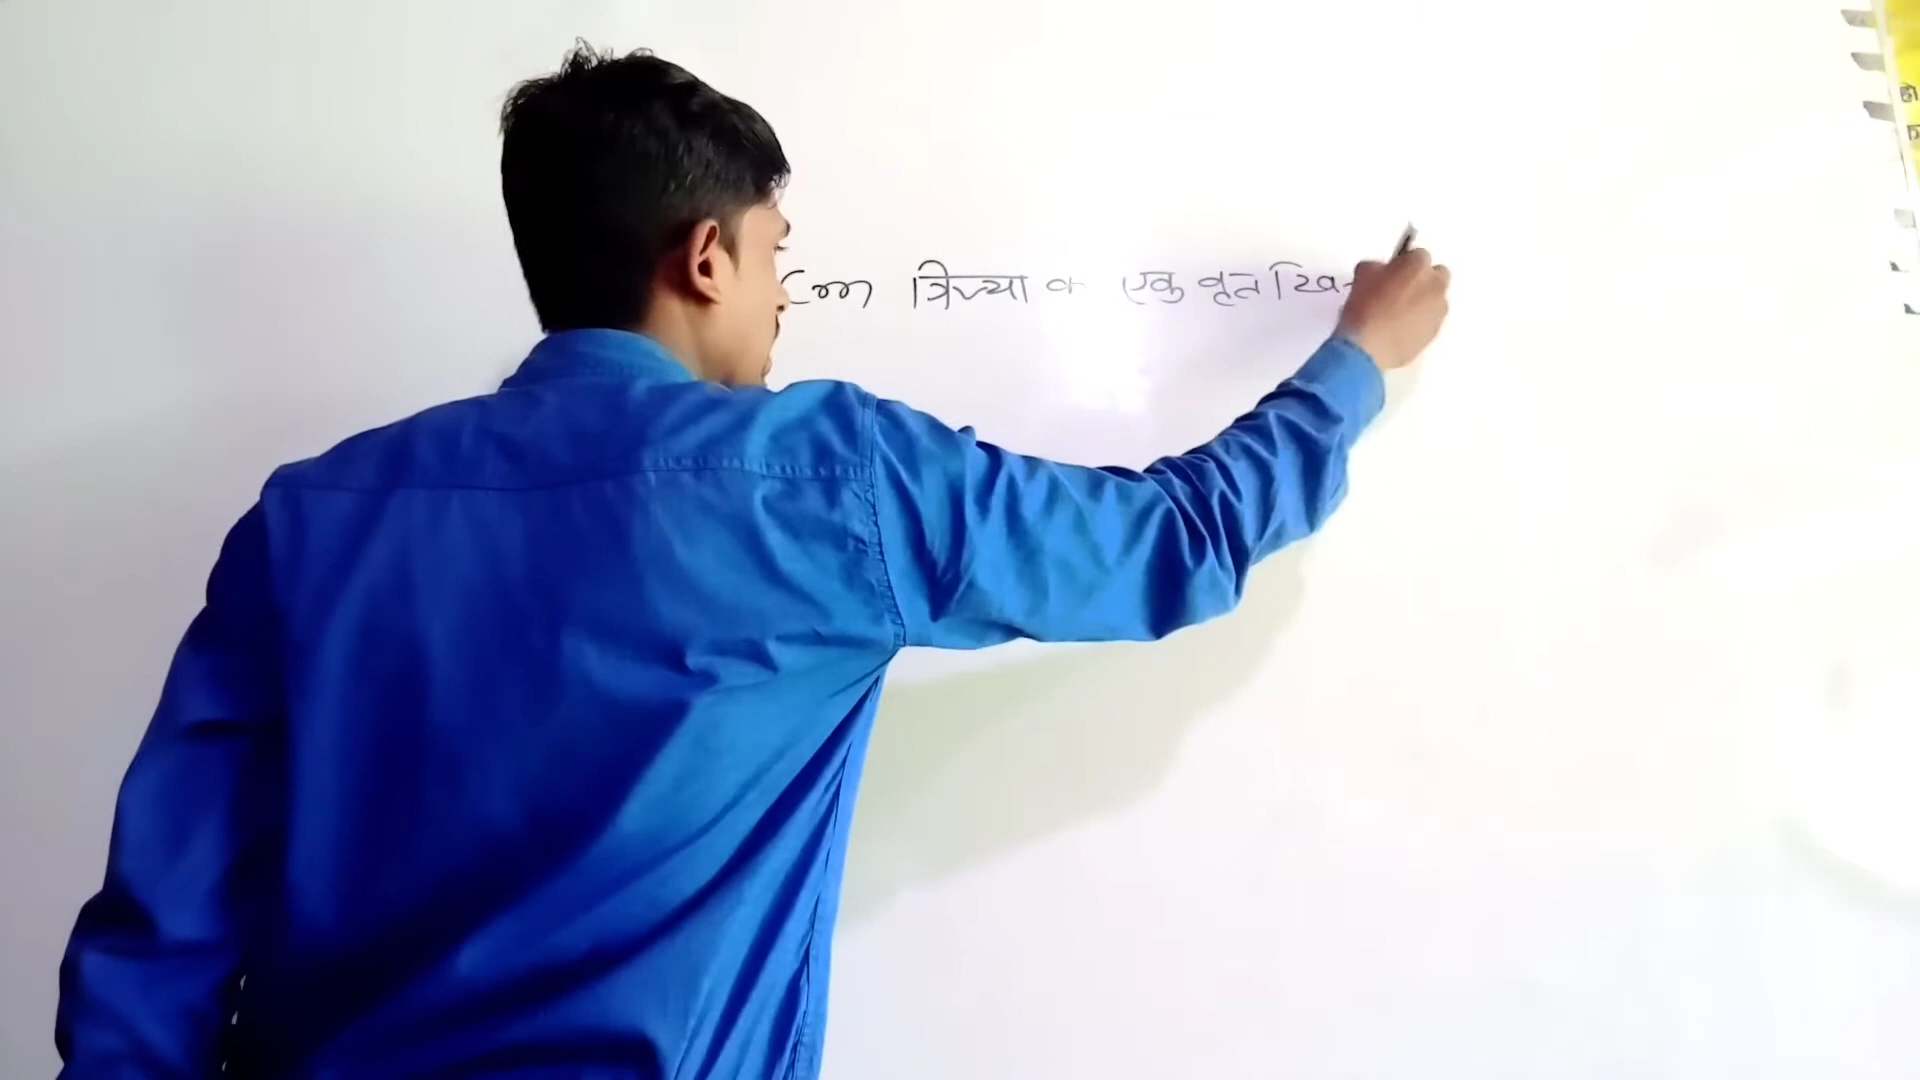 cm त्रिज्या क एक वृत खिं
हो